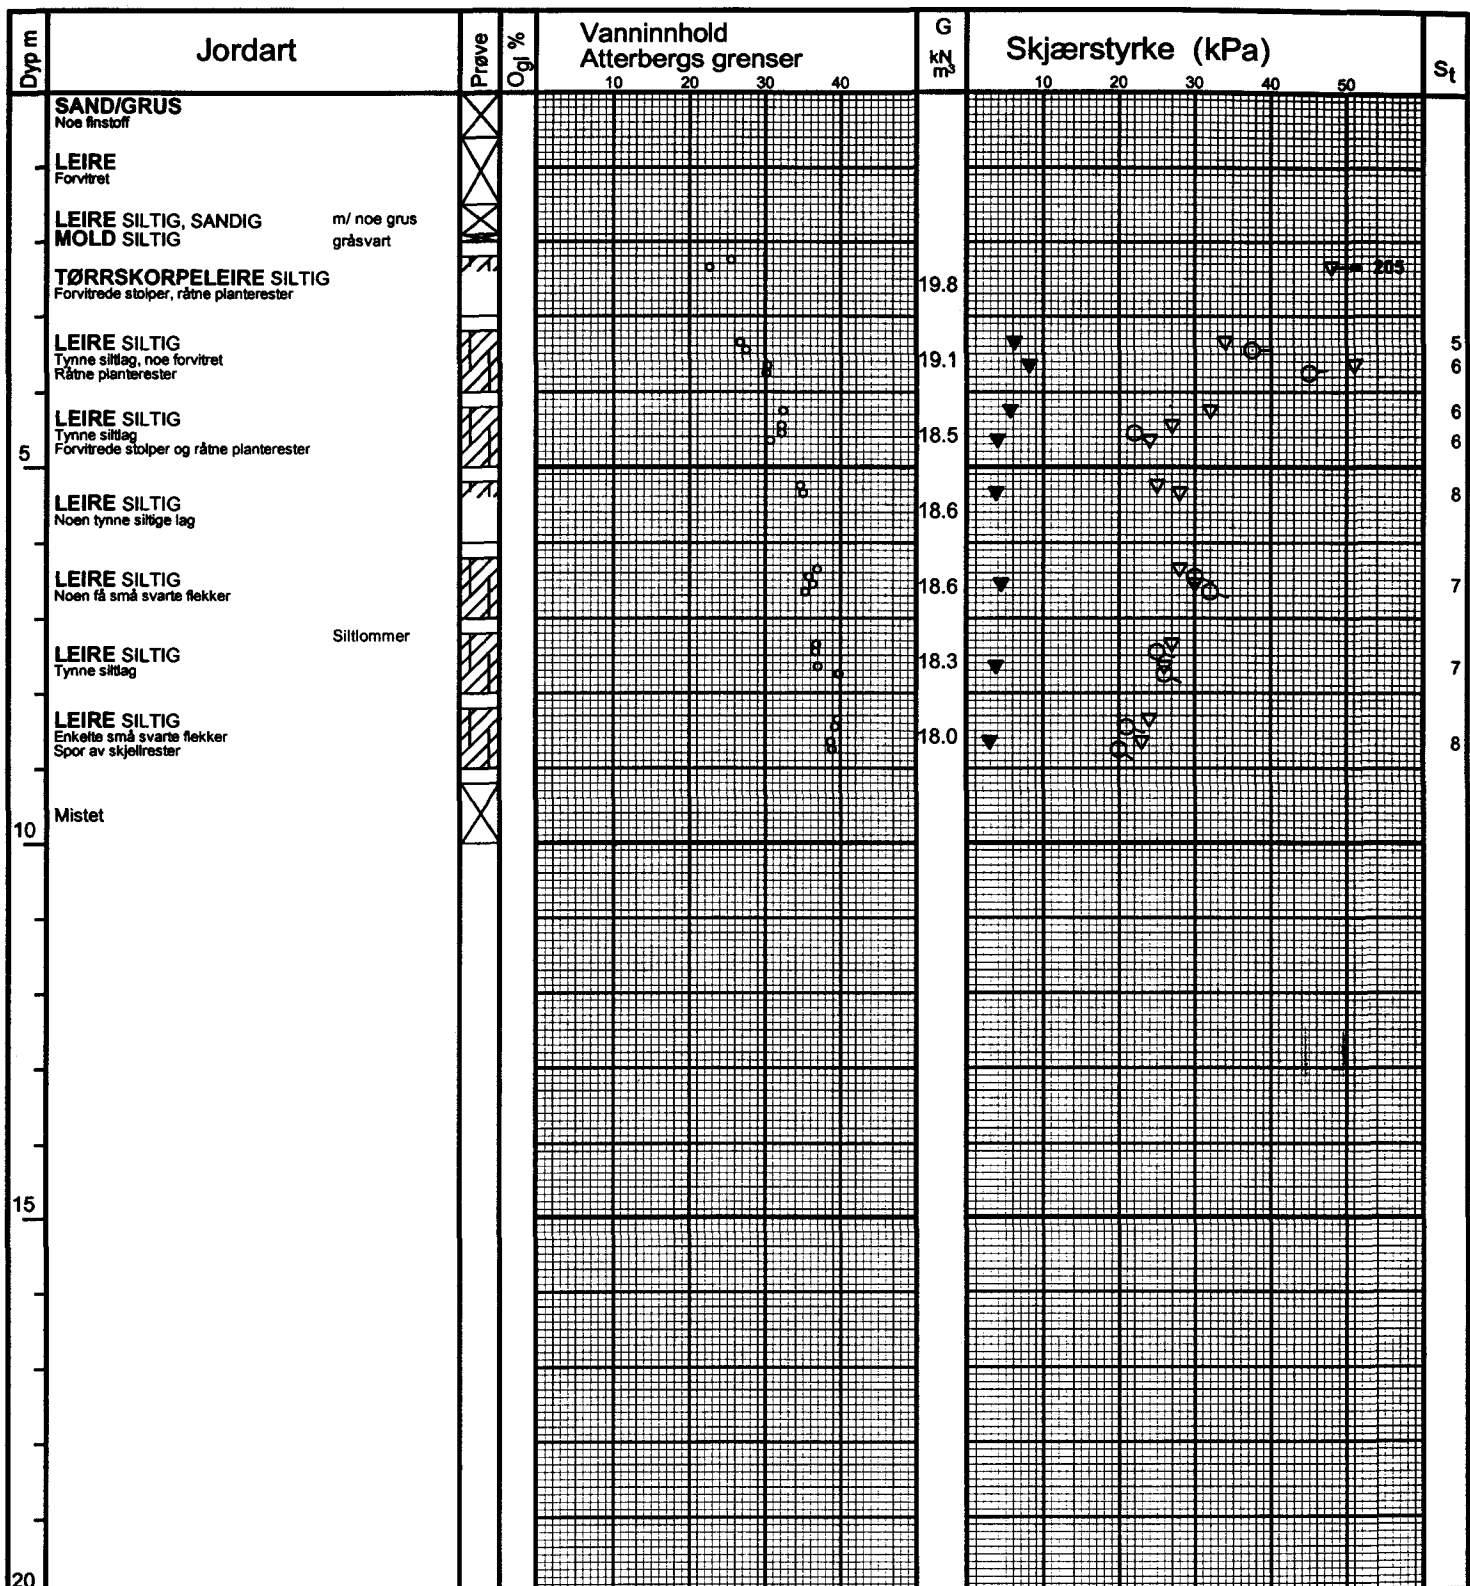 Dyp m
Jordart
Prøve
Ogl %
Vanninnhold
Atterbergs grenser
10 20 30 40
G
kN
m³
Skjærstyrke (kPa)
10 20 30 40 50
St
SAND/GRUS
Noe finstoff
LEIRE
Forvitret
LEIRE SILTIG, SANDIG m/ noe grus
MOLD SILTIG gråsvart
205
TØRRSKORPELEIRE SILTIG
19.8
Forvitrede stolper, råtne planterester
LEIRE SILTIG 5
Tynne siltlag, noe forvitret 19.1 6
Råtne planterester
6
LEIRE SILTIG
Tynne siltlag 18.5 6
Forvitrede stolper og råtne planterester
5
8
LEIRE SILTIG 18.6
Noen tynne siltige lag
LEIRE SILTIG 18.6 7
Noen få små svarte flekker
Siltlommer
LEIRE SILTIG 18.3 7
Tynne siltlag
LEIRE SILTIG
Enkelte små svarte flekker 18.0 8
Spor av skjellrester
Mistet
10
15
20